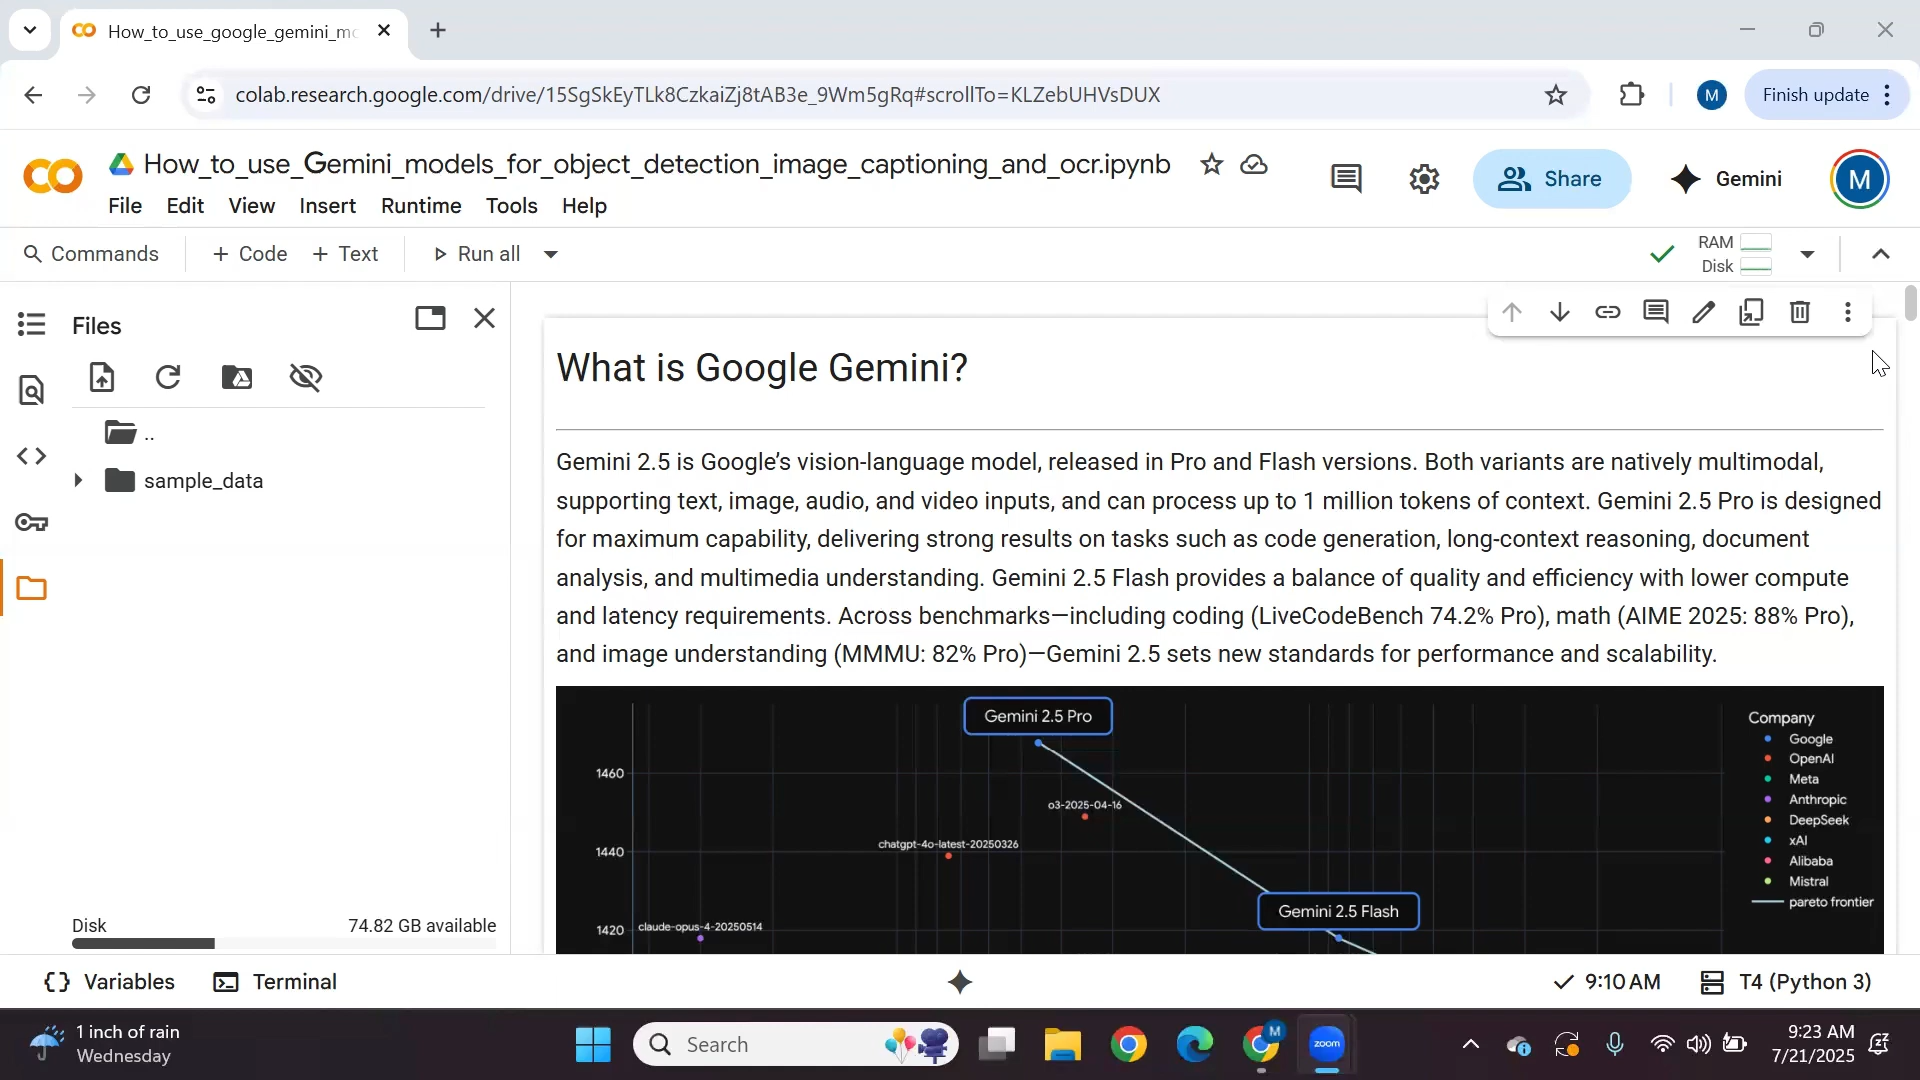 How_to_use_google_gemini_mo
colab.research.google.com/drive/15SgSkEyTLk8CzkaiZj8tAB3e_9Wm5gRq#scrollTo=KLZebUHVsDUX
M
Finish update
How_to_use_Gemini_models_for_object_detection_image_captioning_and_ocr.ipynb
Share
Gemini
M
File Edit View Insert Runtime Tools Help
Commands + Code + Text Run all
RAM
Disk
Files
..
sample_data
Disk 74.82 GB available
What is Google Gemini?
Gemini 2.5 is Google’s vision-language model, released in Pro and Flash versions. Both variants are natively multimodal,
supporting text, image, audio, and video inputs, and can process up to 1 million tokens of context. Gemini 2.5 Pro is designed
for maximum capability, delivering strong results on tasks such as code generation, long-context reasoning, document
analysis, and multimedia understanding. Gemini 2.5 Flash provides a balance of quality and efficiency with lower compute
and latency requirements. Across benchmarks—including coding (LiveCodeBench 74.2% Pro), math (AIME 2025: 88% Pro),
and image understanding (MMMU: 82% Pro)—Gemini 2.5 sets new standards for performance and scalability.
Gemini 2.5 Pro
1460
o3-2025-04-16
chatgpt-4o-latest-20250326
1440
Gemini 2.5 Flash
claude-opus-4-20250514
1420
Company
Google
OpenAI
Meta
Anthropic
DeepSeek
xAI
Alibaba
Mistral
pareto frontier
Variables Terminal
9:10 AM T4 (Python 3)
1 inch of rain
Wednesday
Search
M
zoom
9:23 AM
7/21/2025